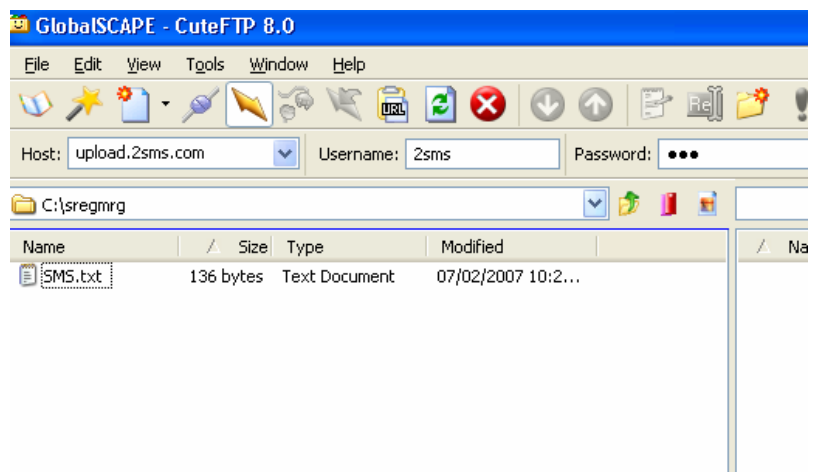 GlobalSCAPE - CuteFTP 8.0
File Edit View Tools Window Help
URL
Host: upload.2sms.com Username: 2sms Password: •••
C:\sregmrg
Name Size Type Modified Na
SMS.txt 136 bytes Text Document 07/02/2007 10:2...